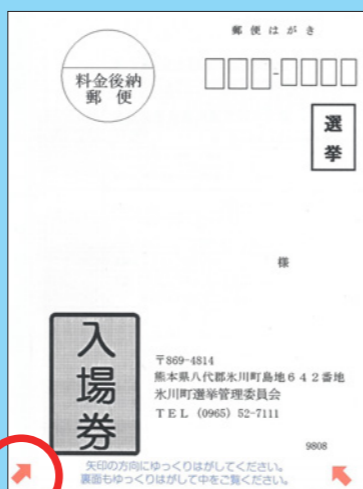 郵便はがき
料金後納
郵便
選挙
様
入場券
〒869-4814
熊本県八代郡氷川町島地642番地
氷川町選挙管理委員会
TEL (0965) 52-7111
9808
矢印の方向にゆっくりはがしてください。
裏面もゆっくりはがして中をご覧ください。